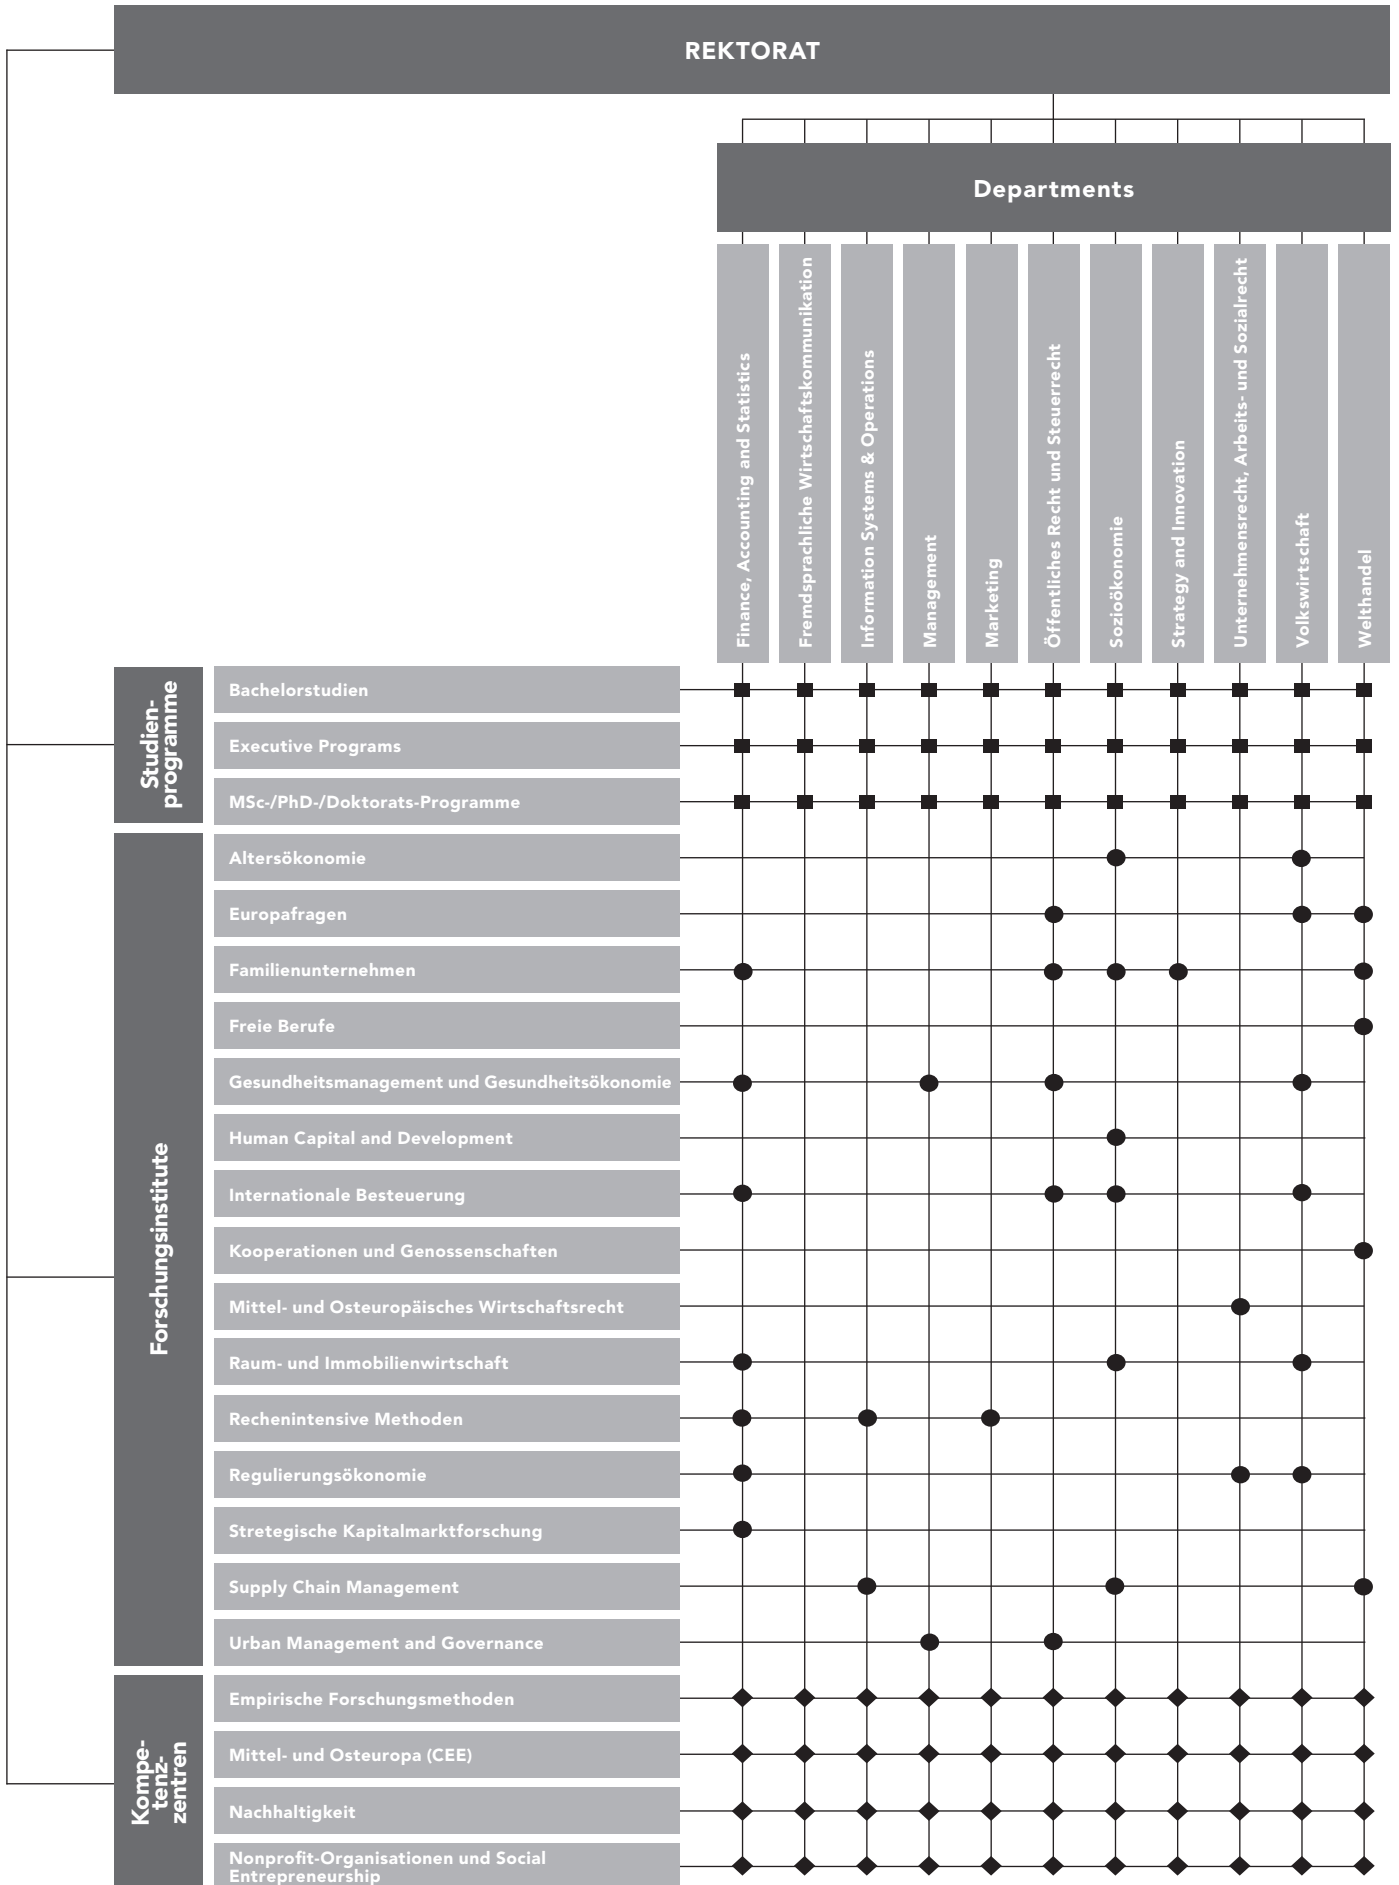 REKTORAT
Departments
Finance, Accounting and Statistics
Fremdsprachliche Wirtschaftskommunikation
Information Systems & Operations
Management
Marketing
Öffentliches Recht und Steuerrecht
Sozioökonomie
Strategy and Innovation
Unternehmensrecht, Arbeits- und Sozialrecht
Volkswirtschaft
Welthandel
Studien-
programme
Bachelorstudien
Executive Programs
MSc-/PhD-/Doktorats-Programme
Forschungsinstitute
Altersökonomie
Europafragen
Familienunternehmen
Freie Berufe
Gesundheitsmanagement und Gesundheitsökonomie
Human Capital and Development
Internationale Besteuerung
Kooperationen und Genossenschaften
Mittel- und Osteuropäisches Wirtschaftsrecht
Raum- und Immobilienwirtschaft
Rechenintensive Methoden
Regulierungsökonomie
Stretegische Kapitalmarktforschung
Supply Chain Management
Urban Management and Governance
Kompe-
tenz-
zentren
Empirische Forschungsmethoden
Mittel- und Osteuropa (CEE)
Nachhaltigkeit
Nonprofit-Organisationen und Social
Entrepreneurship